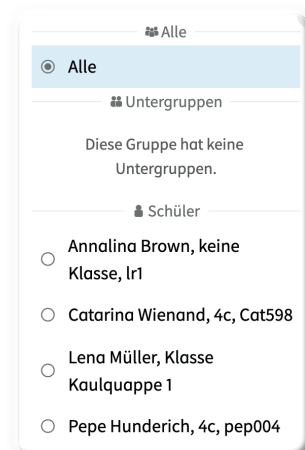 Alle
Alle
Untergruppen
Diese Gruppe hat keine
Untergruppen.
Schüler
Annalina Brown, keine
Klasse, lr1
Catarina Wienand, 4c, Cat598
Lena Müller, Klasse
Kaulquappe 1
Pepe Hunderich, 4c, pep004